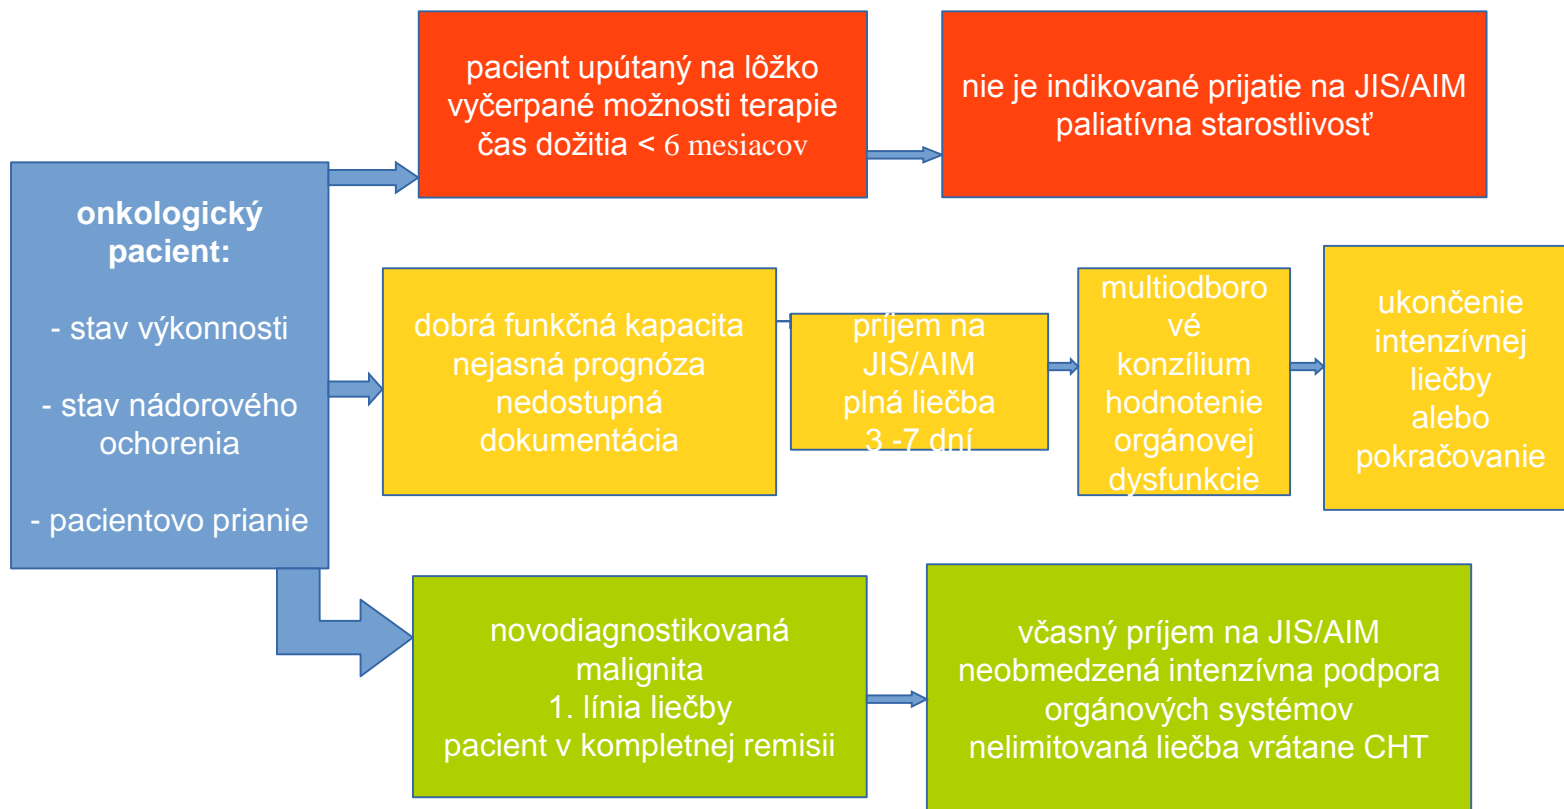 onkologický
pacient:
- stav výkonnosti
- stav nádorového
ochorenia
- pacientovo prianie
pacient upútaný na lôžko
vyčerpané možnosti terapie
čas dožitia < 6 mesiacov
nie je indikované prijatie na JIS/AIM
paliatívna starostlivosť
dobrá funkčná kapacita
nejasná prognóza
nedostupná
dokumentácia
príjem na
JIS/AIM
plná liečba
3 -7 dní
multiodboro
vé
konzílium
hodnotenie
orgánovej
dysfunkcie
ukončenie
intenzívnej
liečby
alebo
pokračovanie
novodiagnostikovaná
malignita
1. línia liečby
pacient v kompletnej remisii
včasný príjem na JIS/AIM
neobmedzená intenzívna podpora
orgánových systémov
nelimitovaná liečba vrátane CHT